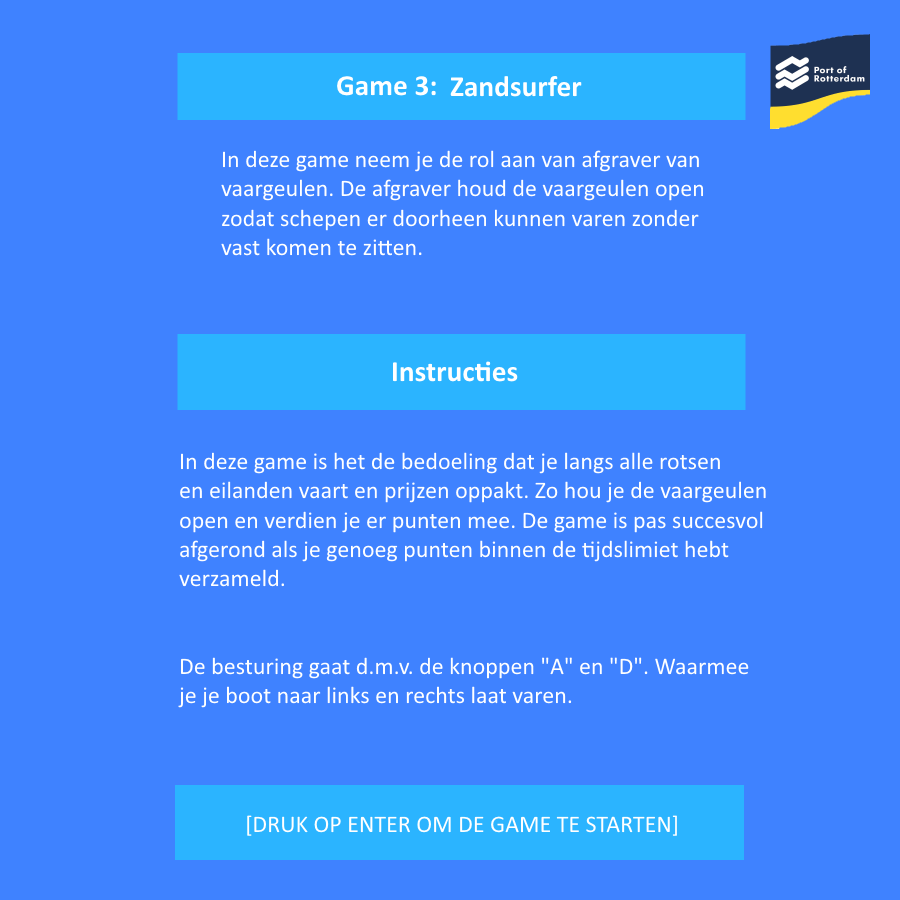 Game 3: Zandsurfer
Port of
Rotterdam
In deze game neem je de rol aan van afgraver van
vaargeulen. De afgraver houd de vaargeulen open
zodat schepen er doorheen kunnen varen zonder
vast komen te zitten.
Instructies
In deze game is het de bedoeling dat je langs alle rotsen
en eilanden vaart en prijzen oppakt. Zo hou je de vaargeulen
open en verdien je er punten mee. De game is pas succesvol
afgerond als je genoeg punten binnen de tijdslimiet hebt
verzameld.
De besturing gaat d.m.v. de knoppen "A" en "D". Waarmee
je je boot naar links en rechts laat varen.
[DRUK OP ENTER OM DE GAME TE STARTEN]